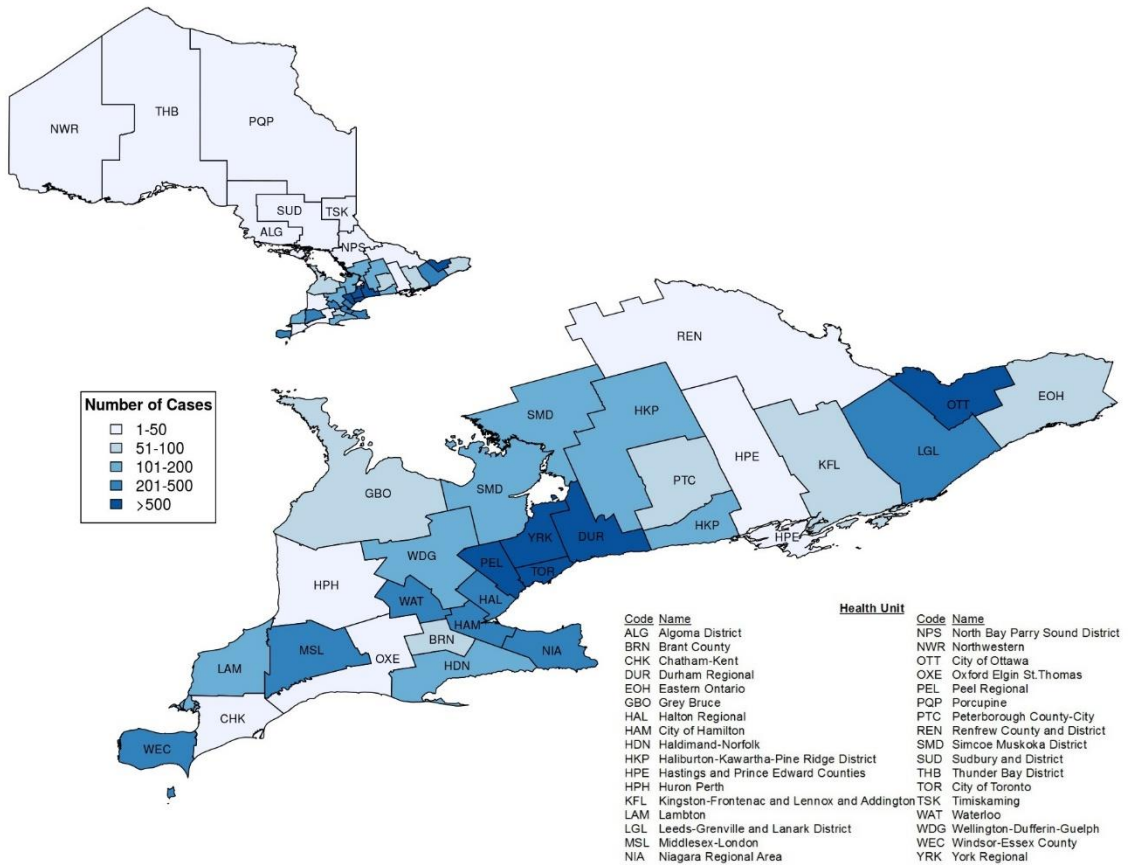 NWR
THB
PQP
SUD
TSK
ALG
NPS
REN
OTT
EOH
Number of Cases
1-50
51-100
101-200
201-500
>500
SMD
HKP
LGL
HPE
KFL
PTC
GBO
SMD
HKP
YRK
DUR
HPE
WDG
PEL
TOR
HPH
WAT
HAL
HAM
BRN
MSL
OXE
NIA
LAM
HDN
CHK
WEC
Health Unit
Code Name
ALG Algoma District
BRN Brant County
CHK Chatham-Kent
DUR Durham Regional
EOH Eastern Ontario
GBO Grey Bruce
HAL Halton Regional
HAM City of Hamilton
HDN Haldimand-Norfolk
HKP Haliburton-Kawartha-Pine Ridge District
HPE Hastings and Prince Edward Counties
HPH Huron Perth
KFL Kingston-Frontenac and Lennox and Addington
LAM Lambton
LGL Leeds-Grenville and Lanark District
MSL Middlesex-London
NIA Niagara Regional Area
Code Name
NPS North Bay Parry Sound District
NWR Northwestern
OTT City of Ottawa
OXE Oxford Elgin St.Thomas
PEL Peel Regional
PQP Porcupine
PTC Peterborough County-City
REN Renfrew County and District
SMD Simcoe Muskoka District
SUD Sudbury and District
THB Thunder Bay District
TOR City of Toronto
TSK Timiskaming
WAT Waterloo
WDG Wellington-Dufferin-Guelph
WEC Windsor-Essex County
YRK York Regional